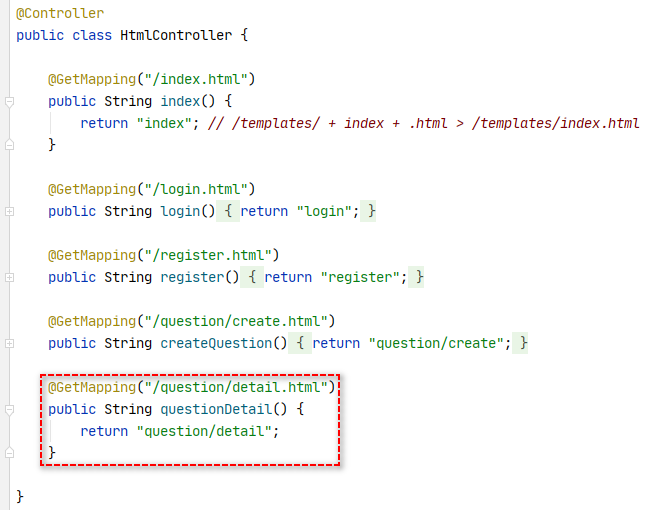 @Controller
public class HtmlController {
@GetMapping("/index.html")
public String index() {
return "index"; // /templates/ + index + .html > /templates/index.html
}
@GetMapping("/login.html")
public String login() { return "login"; }
@GetMapping("/register.html")
public String register() { return "register"; }
@GetMapping("/question/create.html")
public String createQuestion() { return "question/create"; }
@GetMapping("/question/detail.html")
public String questionDetail() {
return "question/detail";
}
}